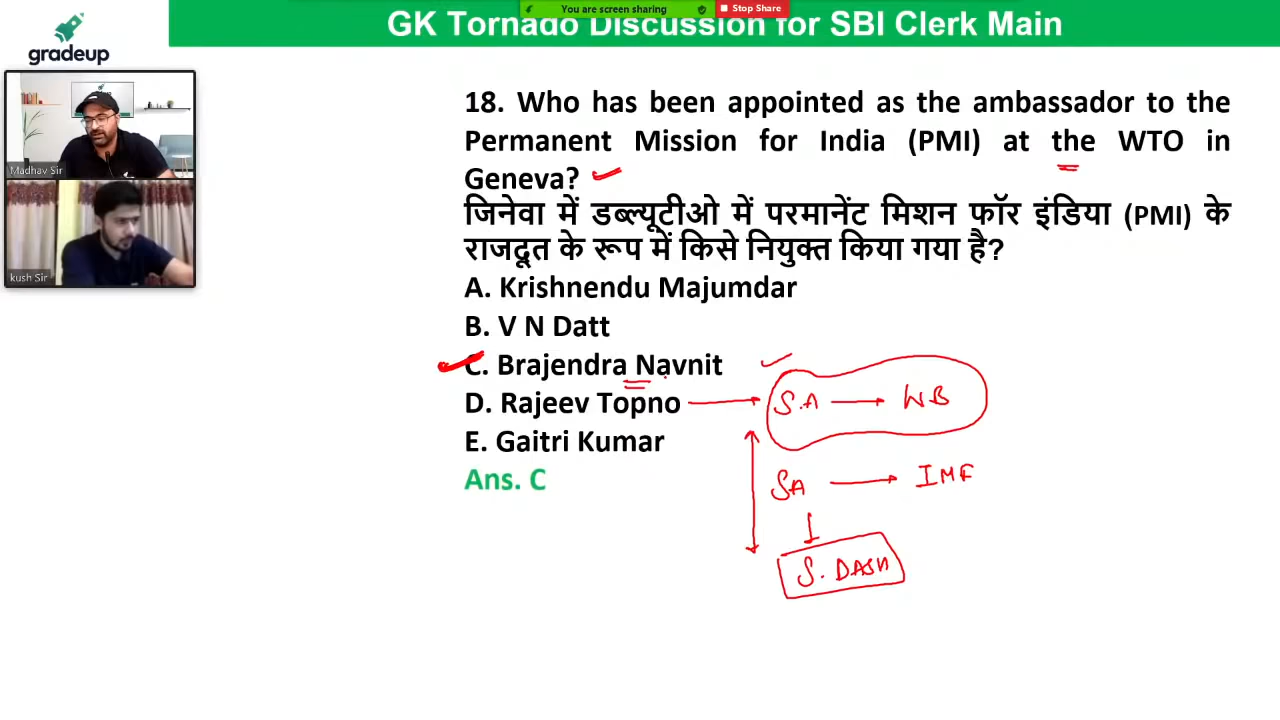 You are screen sharing
Stop Share
GK Tornado Discussion for SBI Clerk Main
gradeup
Madhav Sir
kush Sir
18. Who has been appointed as the ambassador to the
Permanent Mission for India (PMI) at the WTO in
Geneva?
जिनेवा में डब्ल्यूटीओ में परमानेंट मिशन फॉर इंडिया (PMI) के
राजदूत के रूप में किसे नियुक्त किया गया है?
A. Krishnendu Majumdar
B. V N Datt
C. Brajendra Navnit
D. Rajeev Topno
S.A → WB
E. Gaitri Kumar
Ans. C
SA → IMF
S. DASH